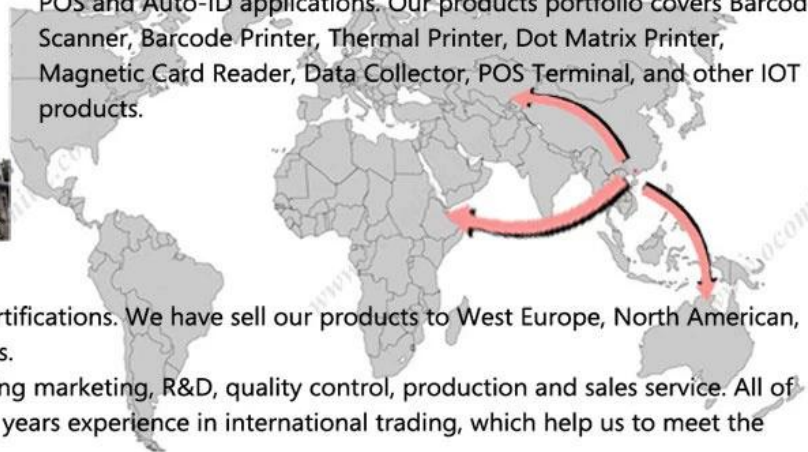 POS and Auto-ID applications. Our products portfolio covers Barcod
Scanner, Barcode Printer, Thermal Printer, Dot Matrix Printer,
Magnetic Card Reader, Data Collector, POS Terminal, and other IOT
products.
rtifications. We have sell our products to West Europe, North American,
s.
ng marketing, R&D, quality control, production and sales service. All of
years experience in international trading, which help us to meet the